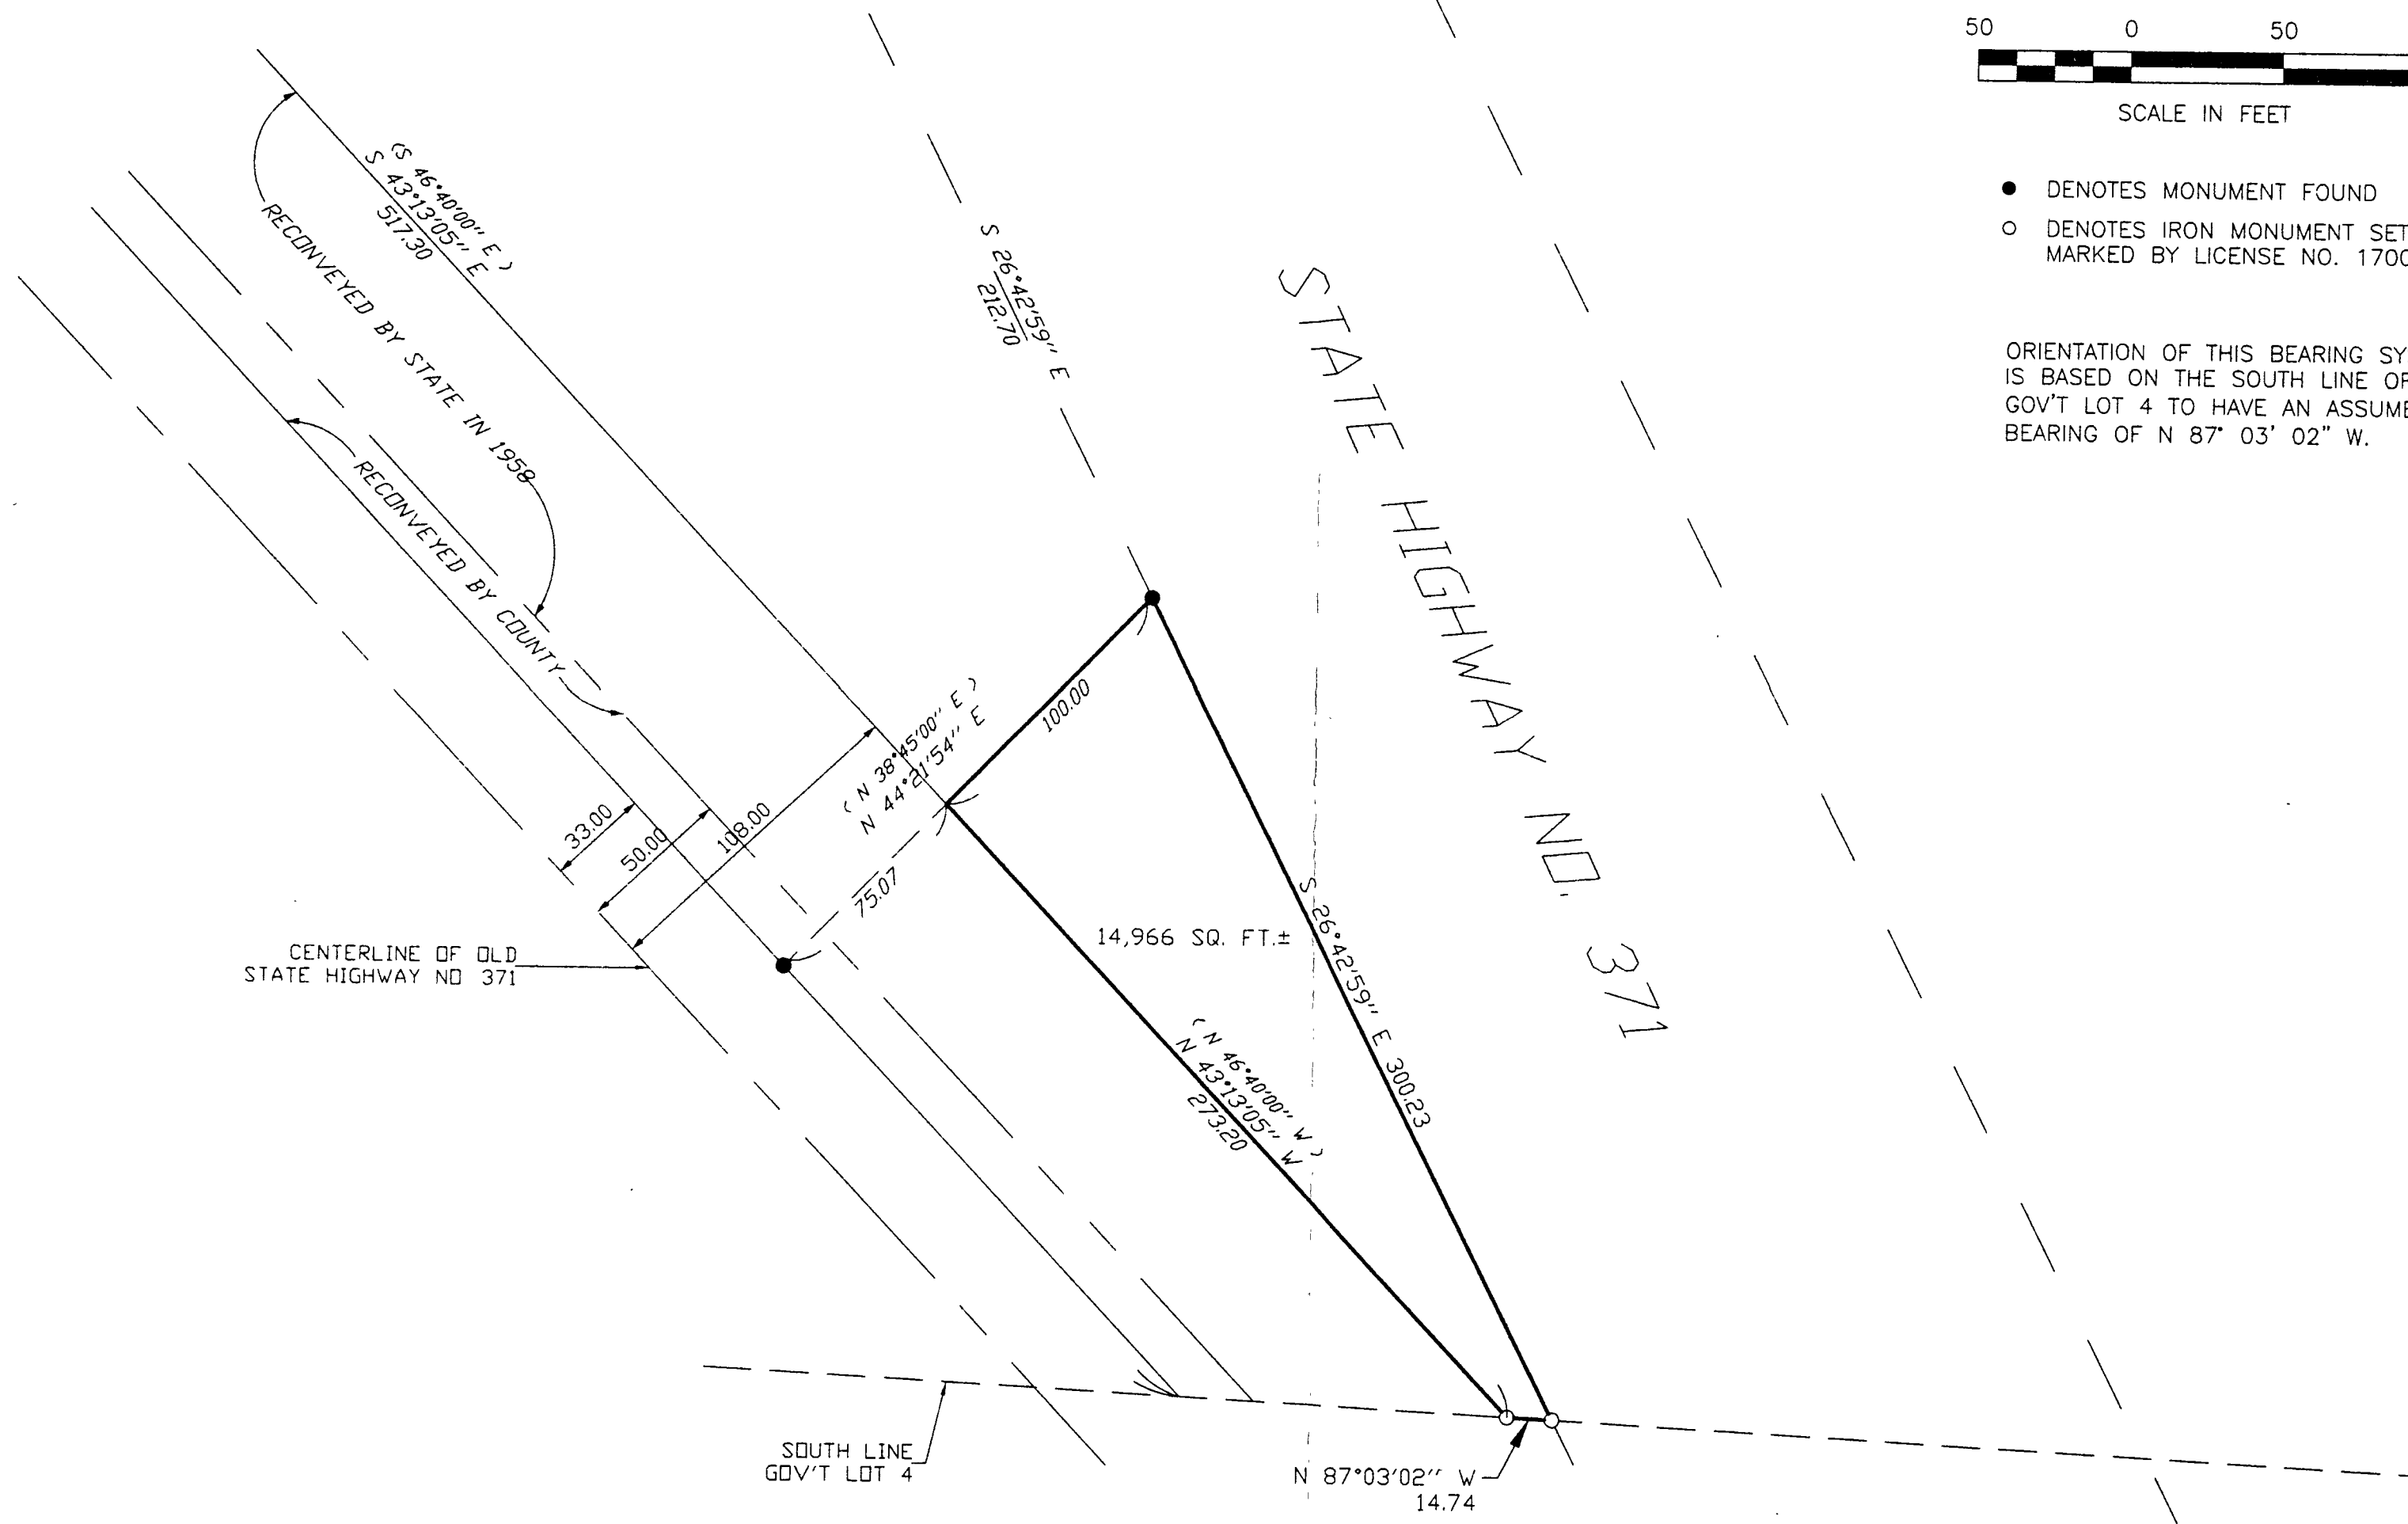 50 0 50
SCALE IN FEET
● DENOTES MONUMENT FOUND
○ DENOTES IRON MONUMENT SET
MARKED BY LICENSE NO. 1700
ORIENTATION OF THIS BEARING SY
IS BASED ON THE SOUTH LINE OF
GOV'T LOT 4 TO HAVE AN ASSUME
BEARING OF N 87° 03' 02" W.
(S 46°40'00" E )
S 43°13'05" E
517.30
RECONVEYED BY STATE IN 1958
RECONVEYED BY COUNTY
S 26°42'59" E
212.70
STATE HIGHWAY NO. 371
( N 38°45'00" E )
N 44°21'54" E
100.00
75.07
33.00
50.00
108.00
CENTERLINE OF OLD
STATE HIGHWAY NO 371
14,966 SQ. FT.±
S 26°42'59" E 300.23
( N 46°40'00" W )
N 43°13'05" W
273.20
SOUTH LINE
GOV'T LOT 4
N 87°03'02" W
14.74